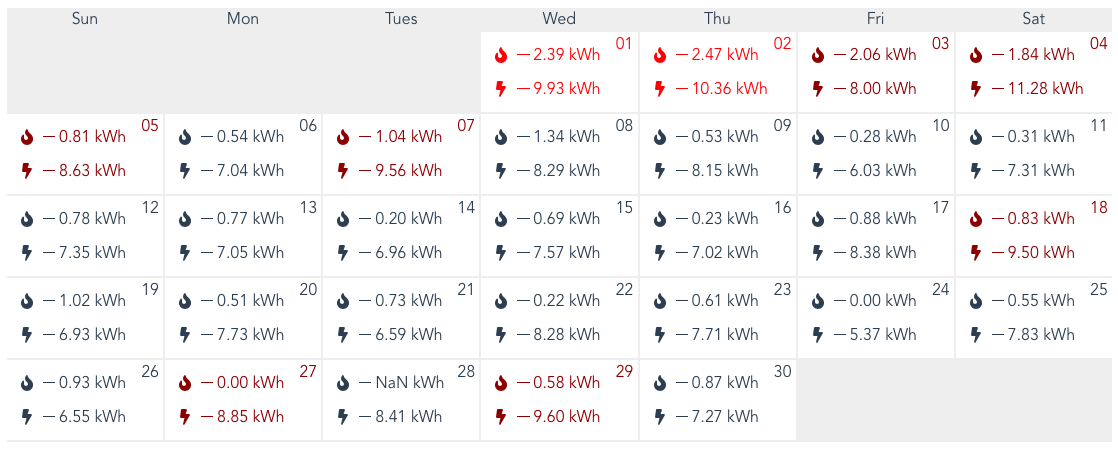 Sun Mon Tues Wed Thu Fri Sat
01 02 03 04
— 2.39 kWh — 2.47 kWh — 2.06 kWh — 1.84 kWh
— 9.93 kWh — 10.36 kWh — 8.00 kWh — 11.28 kWh
05 06 07 08 09 10 11
— 0.81 kWh — 0.54 kWh — 1.04 kWh — 1.34 kWh — 0.53 kWh — 0.28 kWh — 0.31 kWh
— 8.63 kWh — 7.04 kWh — 9.56 kWh — 8.29 kWh — 8.15 kWh — 6.03 kWh — 7.31 kWh
12 13 14 15 16 17 18
— 0.78 kWh — 0.77 kWh — 0.20 kWh — 0.69 kWh — 0.23 kWh — 0.88 kWh — 0.83 kWh
— 7.35 kWh — 7.05 kWh — 6.96 kWh — 7.57 kWh — 7.02 kWh — 8.38 kWh — 9.50 kWh
19 20 21 22 23 24 25
— 1.02 kWh — 0.51 kWh — 0.73 kWh — 0.22 kWh — 0.61 kWh — 0.00 kWh — 0.55 kWh
— 6.93 kWh — 7.73 kWh — 6.59 kWh — 8.28 kWh — 7.71 kWh — 5.37 kWh — 7.83 kWh
26 27 28 29 30
— 0.93 kWh — 0.00 kWh — NaN kWh — 0.58 kWh — 0.87 kWh
— 6.55 kWh — 8.85 kWh — 8.41 kWh — 9.60 kWh — 7.27 kWh